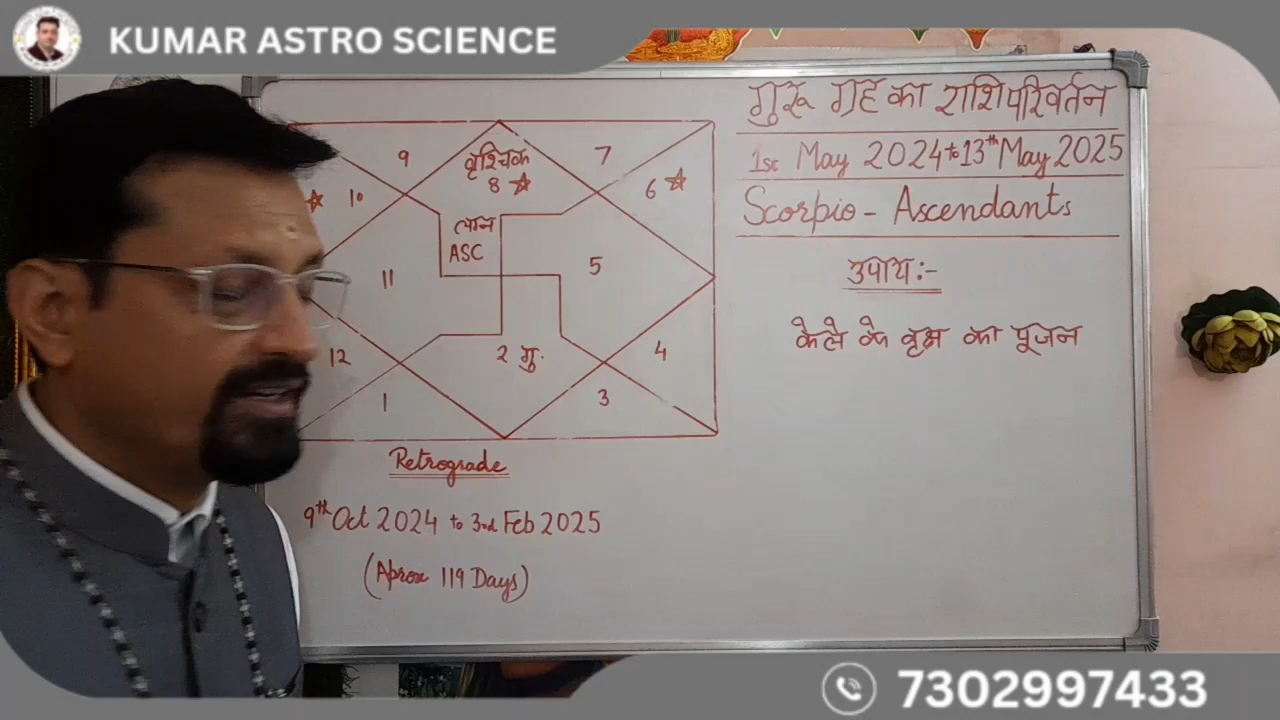 KUMAR ASTRO SCIENCE
गुरू ग्रह का राशि परिवर्तन
1st May 2024 to 13th May 2025
Scorpio - Ascendants
उपाय :-
केले के वृक्ष का पूजन
9
वृश्चिक
8
7
10
6
लग्न
ASC
11
5
12
2 गु.
4
1
3
Retrograde
9th Oct 2024 to 3rd Feb 2025
(Aprox 119 Days)
7302997433